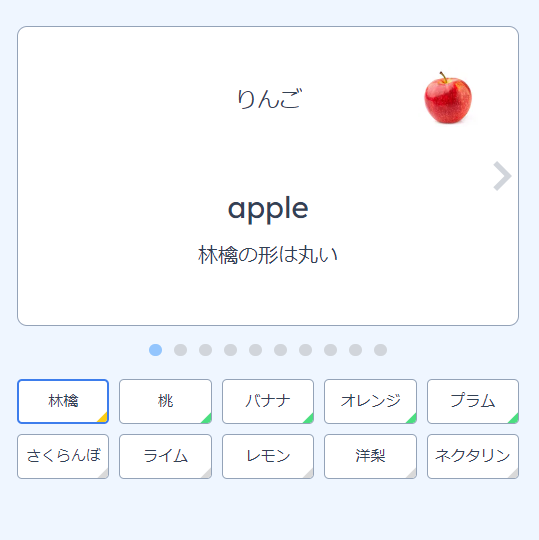 りんご
apple
林檎の形は丸い
林檎
桃
バナナ
オレンジ
プラム
さくらんぼ
ライム
レモン
洋梨
ネクタリン